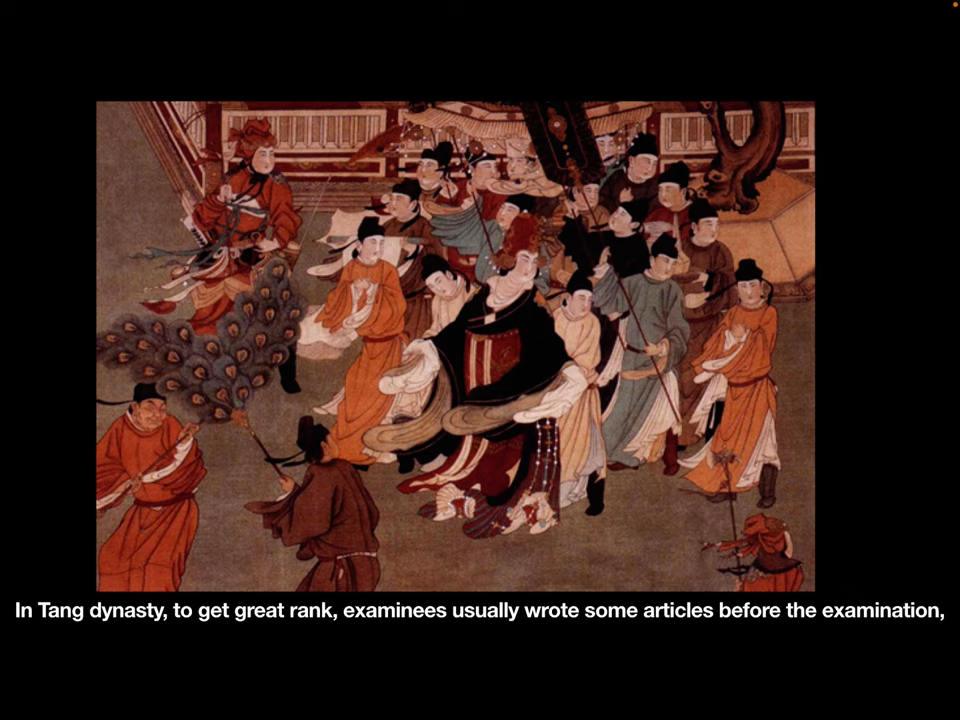 In Tang dynasty, to get great rank, examinees usually wrote some articles before the examination,